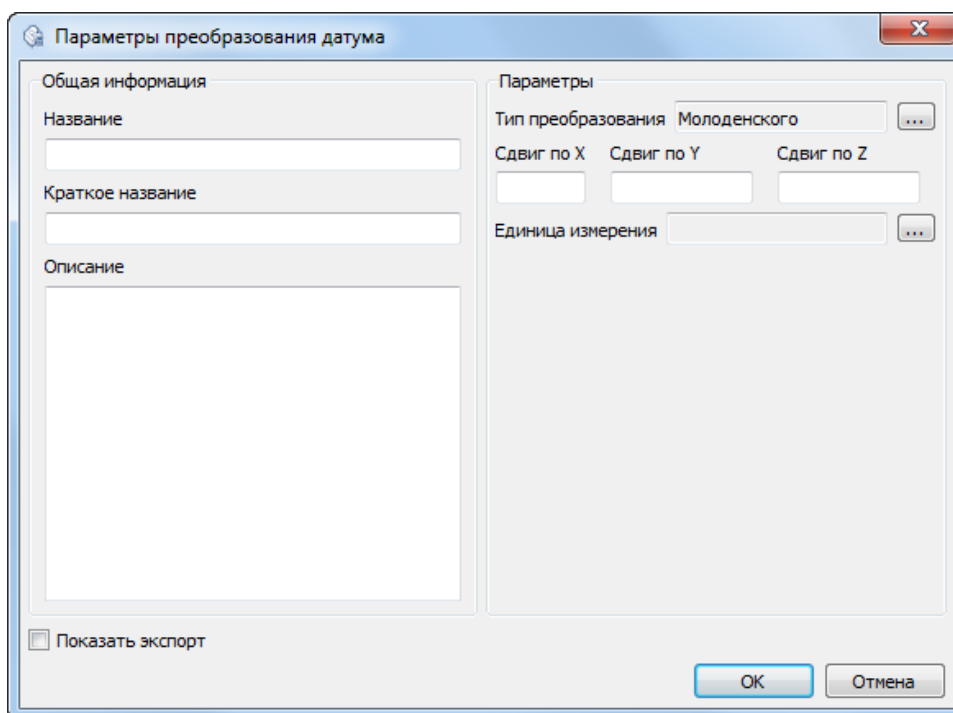 Параметры преобразования датума
Общая информация
Название
Краткое название
Описание
Параметры
Тип преобразования Молоденского ...
Сдвиг по X Сдвиг по Y Сдвиг по Z
Единица измерения ...
Показать экспорт
OK Отмена